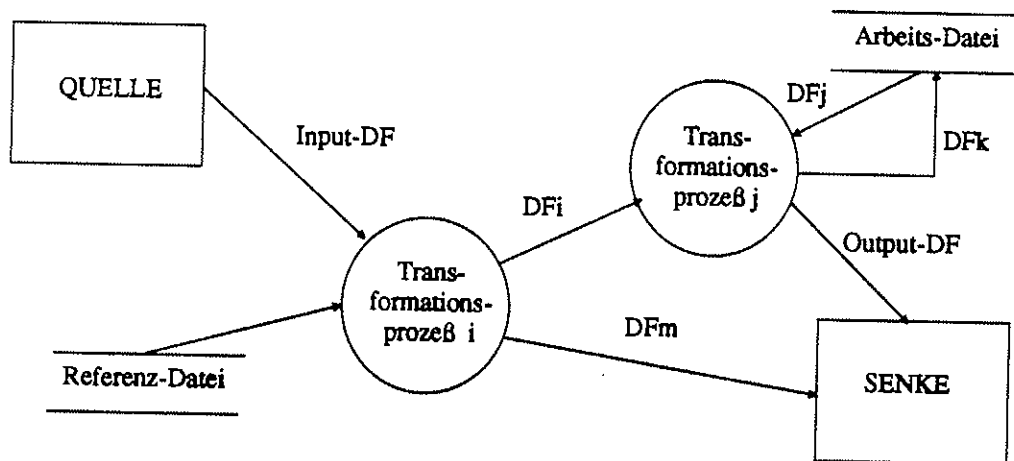 Arbeits-Datei
QUELLE
DFj
Input-DF
Trans-
formations-
prozeß j
DFk
DFi
Output-DF
Trans-
formations-
prozeß i
DFm
Referenz-Datei
SENKE